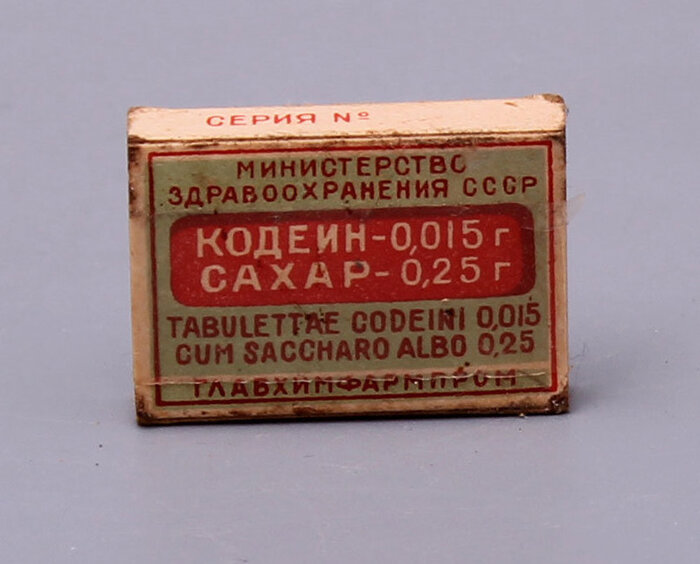 СЕРИЯ №
МИНИСТЕРСТВО
ЗДРАВООХРАНЕНИЯ СССР
КОДЕИН-0,015 г
САХАР-0,25 г
TABULETTAE CODEINI 0,015
CUM SACCHARO ALBO 0,25
ГЛАВХИМФАРМПРОМ